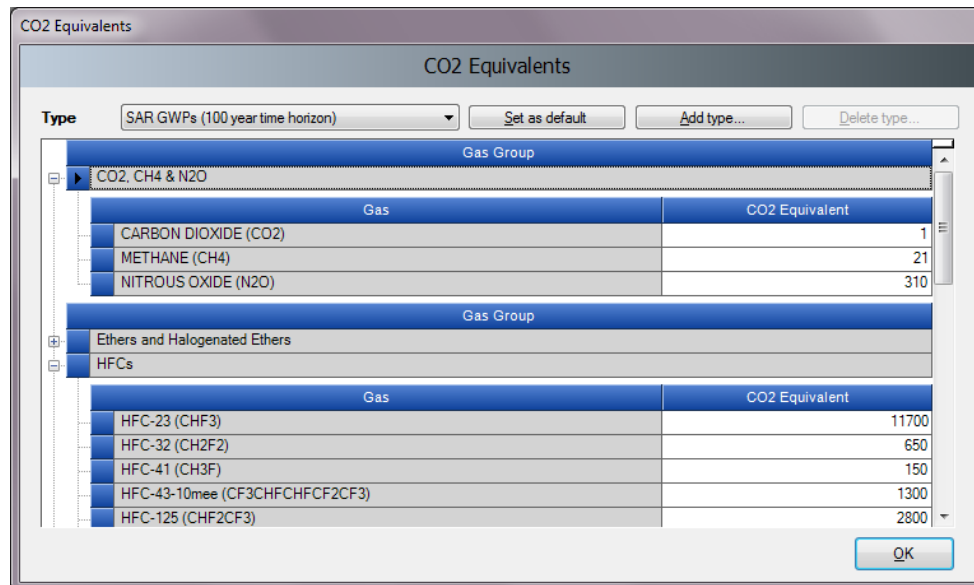 CO2 Equivalents
CO2 Equivalents
Type SAR GWPs (100 year time horizon) Set as default Add type... Delete type...
Gas Group
CO2, CH4 & N2O
Gas CO2 Equivalent
CARBON DIOXIDE (CO2) 1
METHANE (CH4) 21
NITROUS OXIDE (N2O) 310
Gas Group
Ethers and Halogenated Ethers
HFCs
Gas CO2 Equivalent
HFC-23 (CHF3) 11700
HFC-32 (CH2F2) 650
HFC-41 (CH3F) 150
HFC-43-10mee (CF3CHFCHFCF2CF3) 1300
HFC-125 (CHF2CF3) 2800
OK